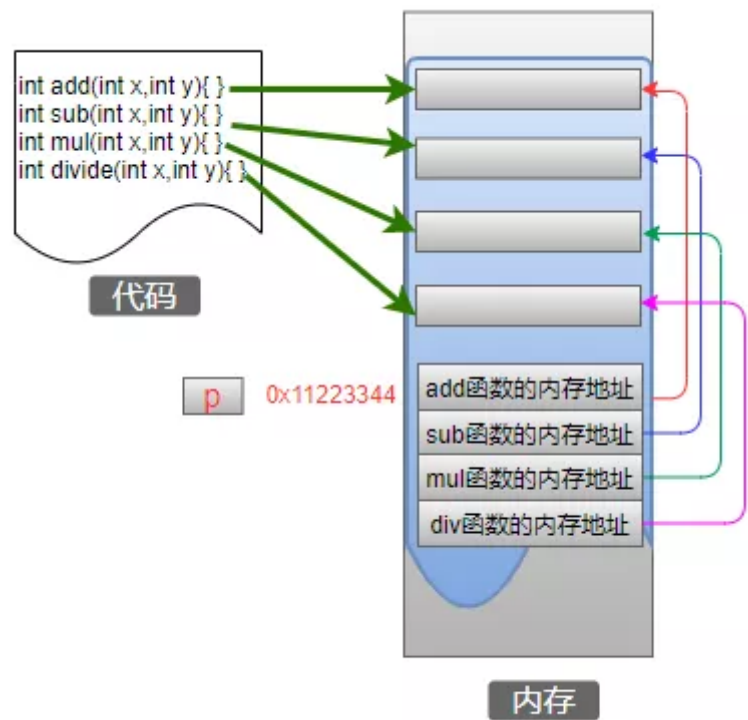 int add(int x,int y){ }
int sub(int x,int y){ }
int mul(int x,int y){ }
int divide(int x,int y){ }
代码
p
0x11223344
add函数的内存地址
sub函数的内存地址
mul函数的内存地址
div函数的内存地址
内存